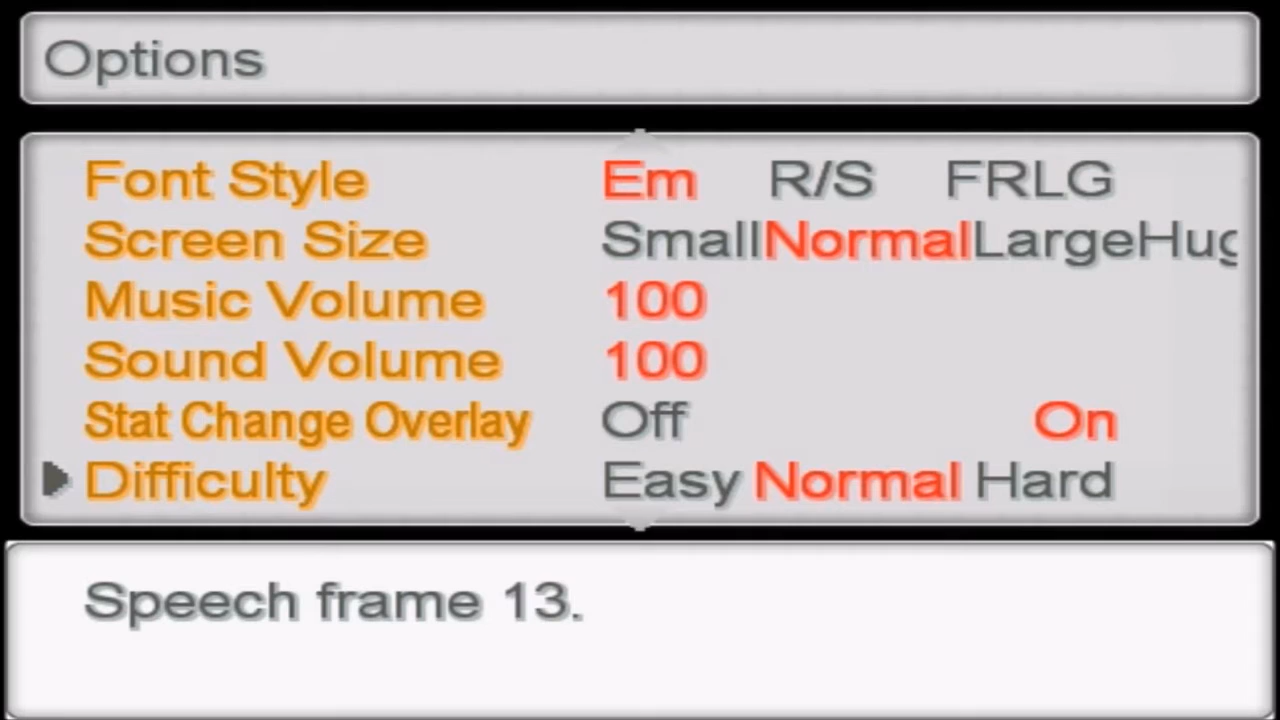 Options
Font Style Em R/S FRLG
Screen Size Small Normal Large Hug
Music Volume 100
Sound Volume 100
Stat Change Overlay Off On
Difficulty Easy Normal Hard
Speech frame 13.